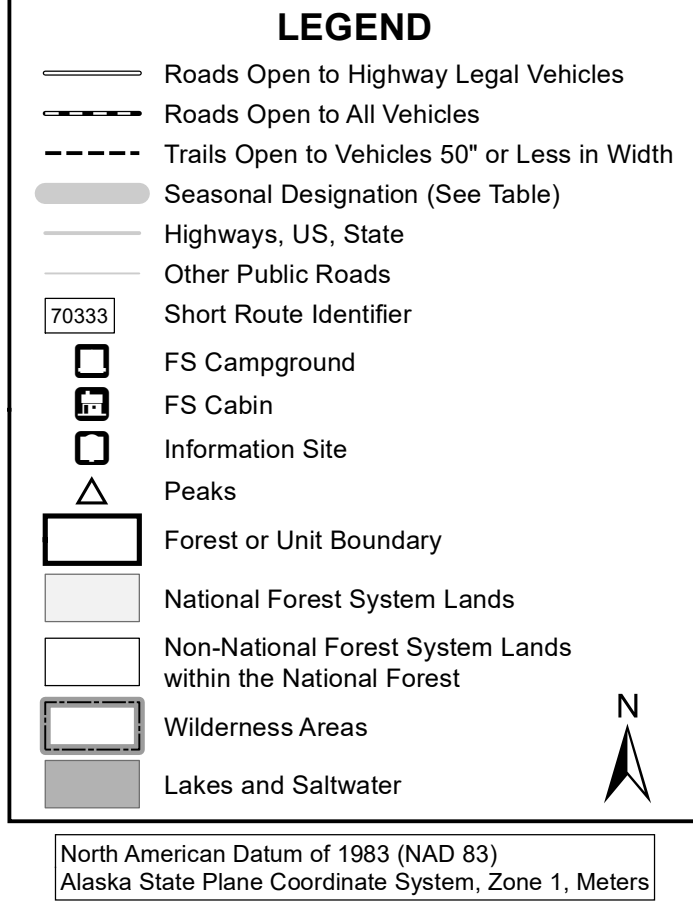 LEGEND
Roads Open to Highway Legal Vehicles
Roads Open to All Vehicles
Trails Open to Vehicles 50" or Less in Width
Seasonal Designation (See Table)
Highways, US, State
Other Public Roads
70333 Short Route Identifier
FS Campground
FS Cabin
Information Site
Peaks
Forest or Unit Boundary
National Forest System Lands
Non-National Forest System Lands
within the National Forest
Wilderness Areas
N
Lakes and Saltwater
North American Datum of 1983 (NAD 83)
Alaska State Plane Coordinate System, Zone 1, Meters